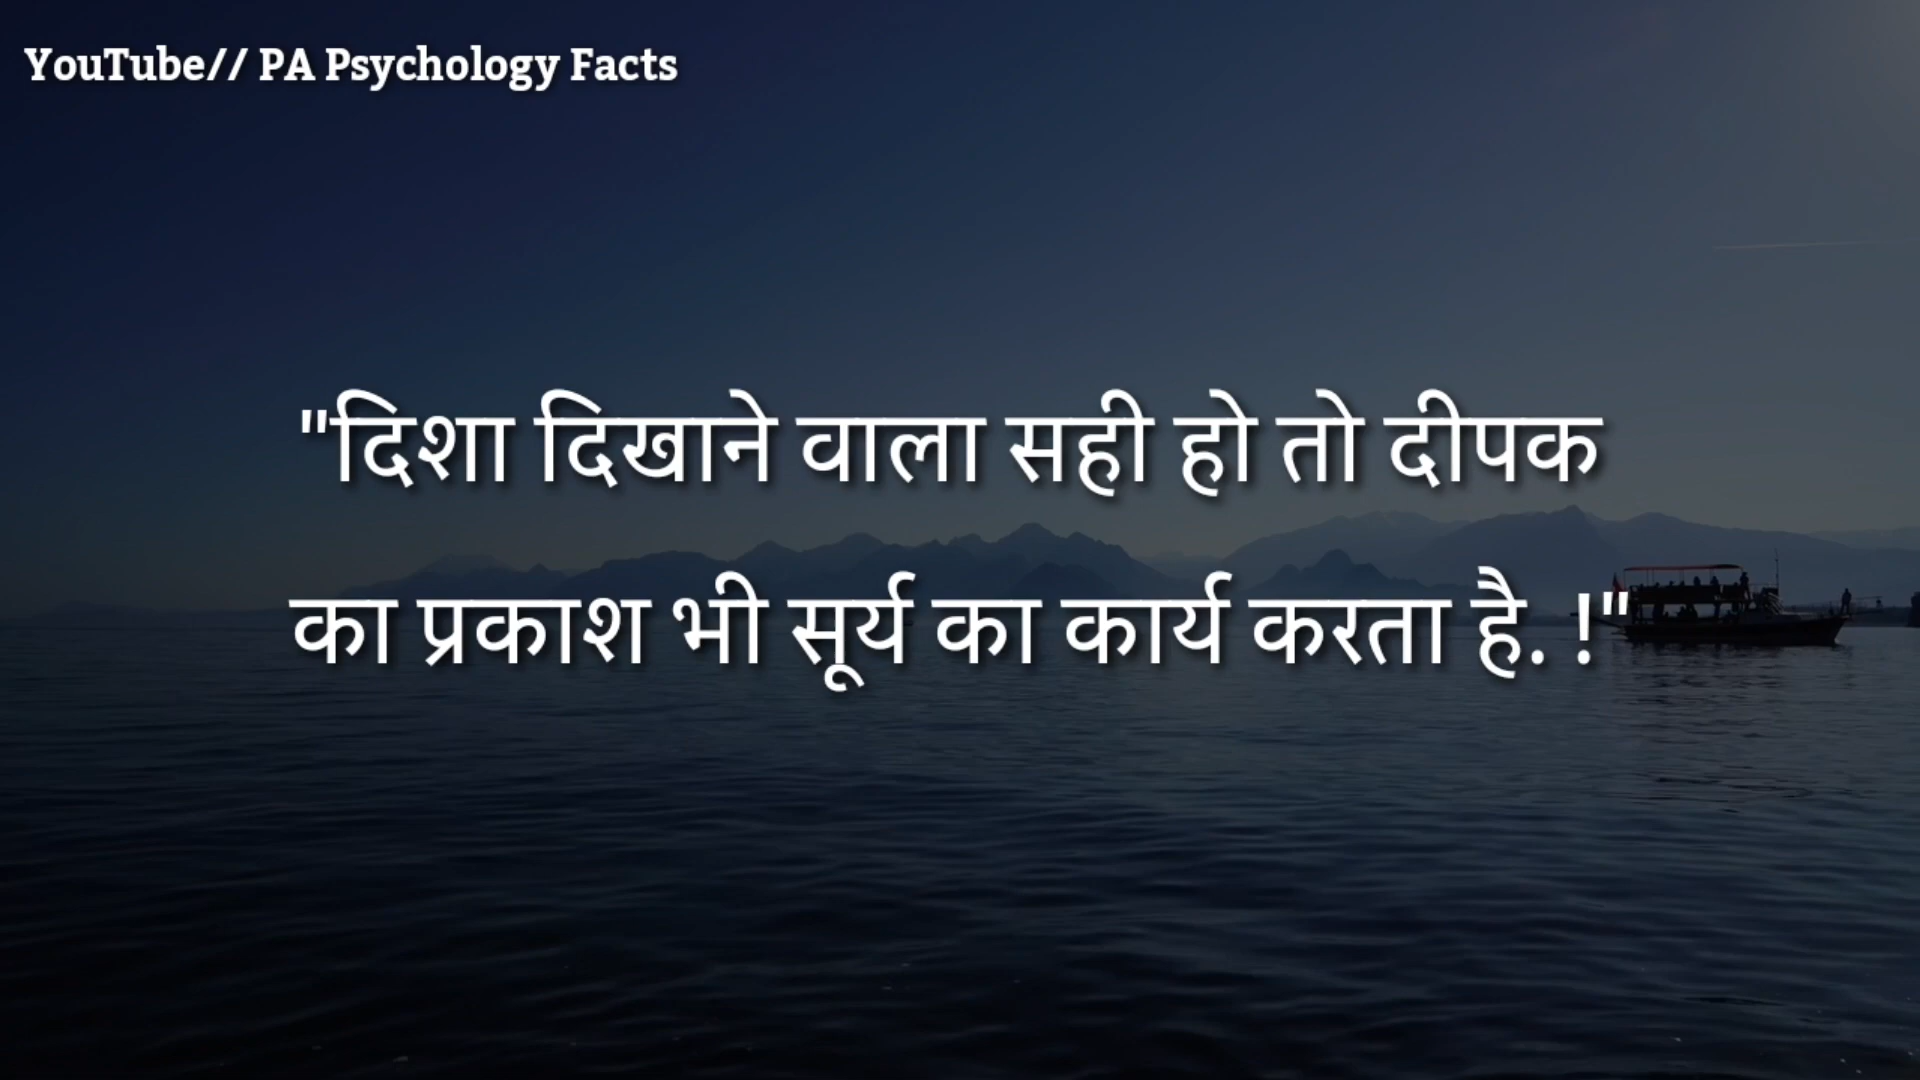 YouTube// PA Psychology Facts
"दिशा दिखाने वाला सही हो तो दीपक
का प्रकाश भी सूर्य का कार्य करता है. !"